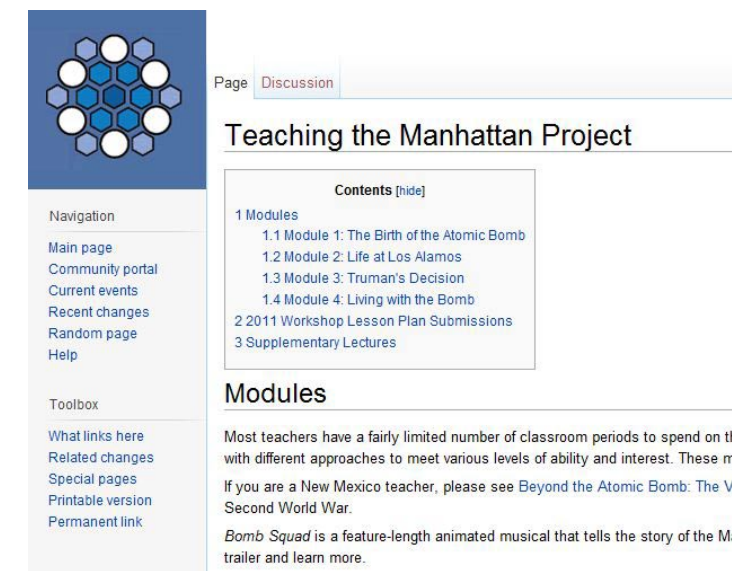 Page Discussion
Teaching the Manhattan Project
Contents [hide]
1 Modules
1.1 Module 1: The Birth of the Atomic Bomb
1.2 Module 2: Life at Los Alamos
1.3 Module 3: Truman's Decision
1.4 Module 4: Living with the Bomb
2 2011 Workshop Lesson Plan Submissions
3 Supplementary Lectures
Navigation
Main page
Community portal
Current events
Recent changes
Random page
Help
Toolbox
What links here
Related changes
Special pages
Printable version
Permanent link
Modules
Most teachers have a fairly limited number of classroom periods to spend on
with different approaches to meet various levels of ability and interest. These
If you are a New Mexico teacher, please see Beyond the Atomic Bomb: The
Second World War.
Bomb Squad is a feature-length animated musical that tells the story of the
trailer and learn more.